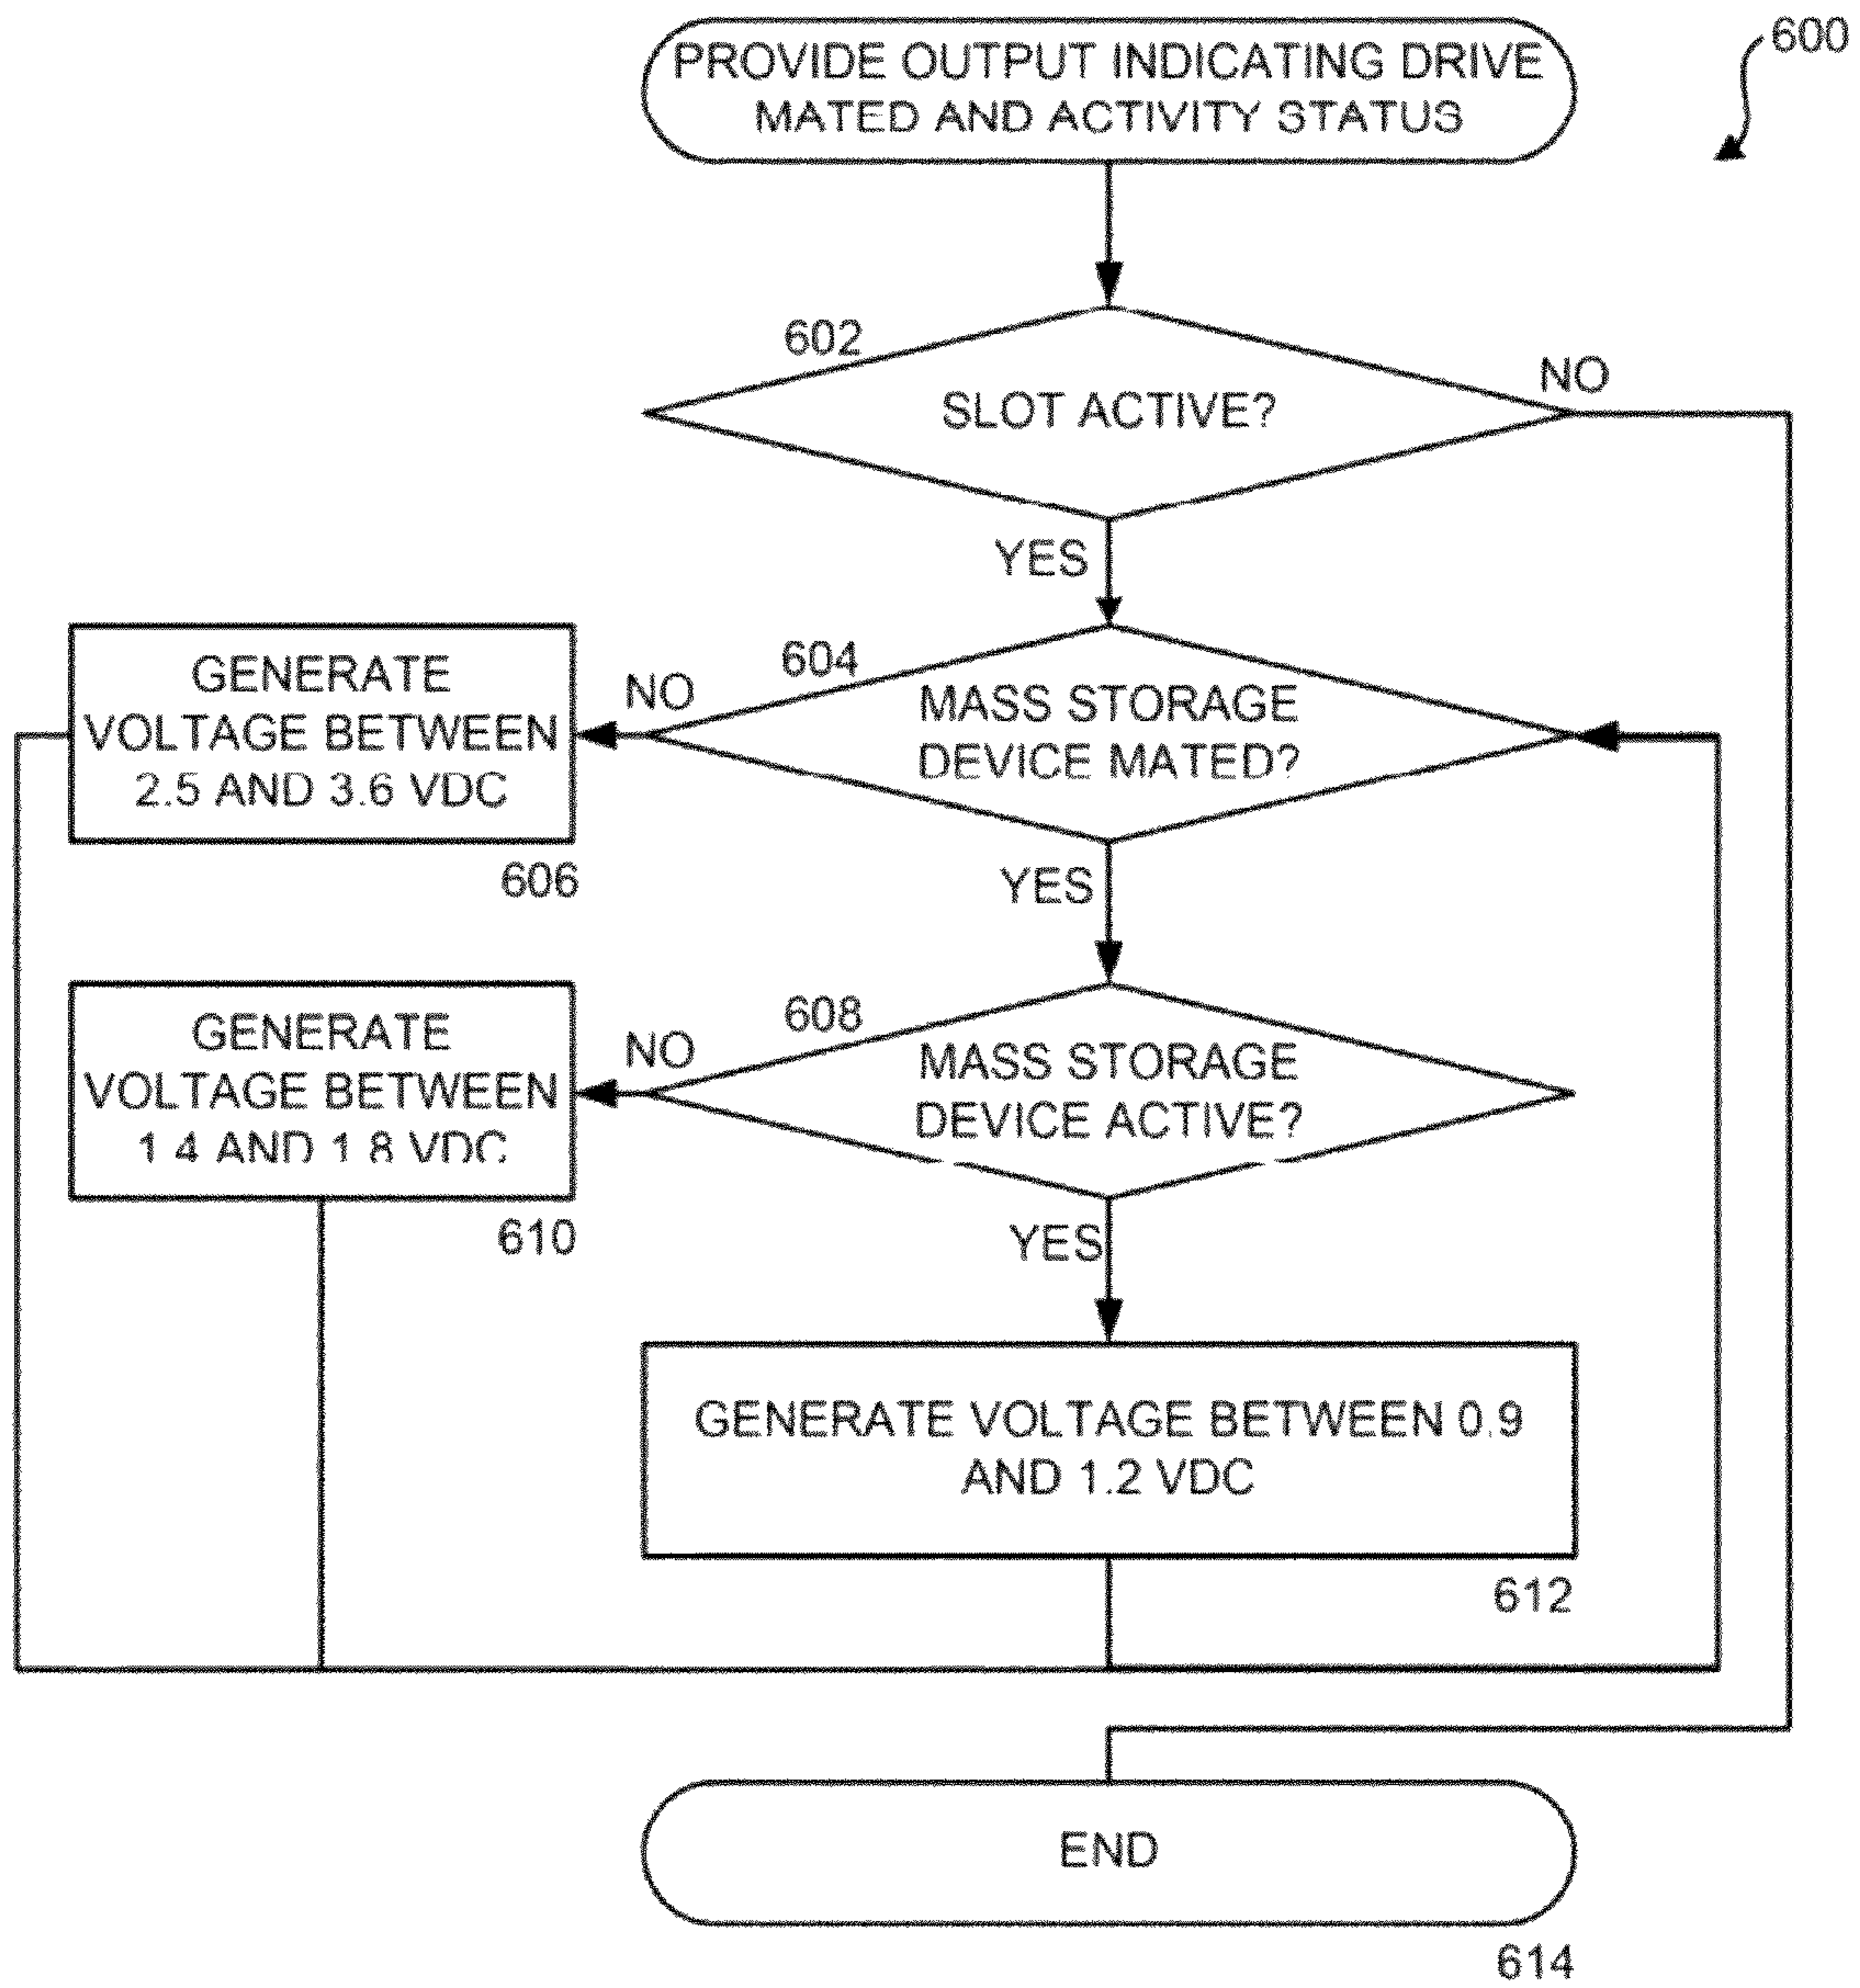 PROVIDE OUTPUT INDICATING DRIVE
MATED AND ACTIVITY STATUS
600
602
SLOT ACTIVE?
NO
YES
604
MASS STORAGE
DEVICE MATED?
NO
GENERATE
VOLTAGE BETWEEN
2.5 AND 3.6 VDC
606
YES
608
MASS STORAGE
DEVICE ACTIVE?
NO
GENERATE
VOLTAGE BETWEEN
1.4 AND 1.8 VDC
610
YES
GENERATE VOLTAGE BETWEEN 0.9
AND 1.2 VDC
612
END
614